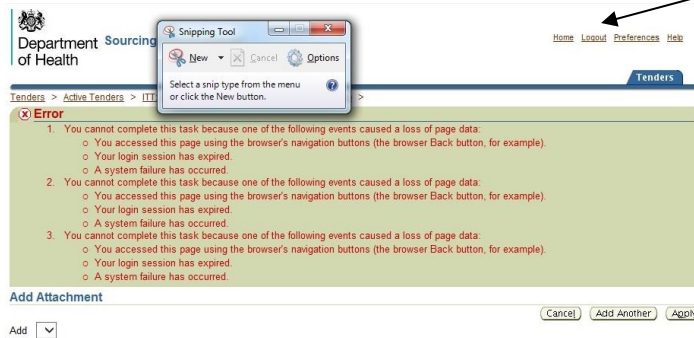 Department Sourcing
of Health
Snipping Tool
New Cancel Options
Select a snip type from the menu
or click the New button.
Home Logout Preferences Help
Tenders
Tenders > Active Tenders > ITT >
Error
1. You cannot complete this task because one of the following events caused a loss of page data:
o You accessed this page using the browser's navigation buttons (the browser Back button, for example).
o Your login session has expired.
o A system failure has occurred.
2. You cannot complete this task because one of the following events caused a loss of page data:
o You accessed this page using the browser's navigation buttons (the browser Back button, for example).
o Your login session has expired.
o A system failure has occurred.
3. You cannot complete this task because one of the following events caused a loss of page data:
o You accessed this page using the browser's navigation buttons (the browser Back button, for example).
o Your login session has expired.
o A system failure has occurred.
Add Attachment
Cancel Add Another Apply
Add